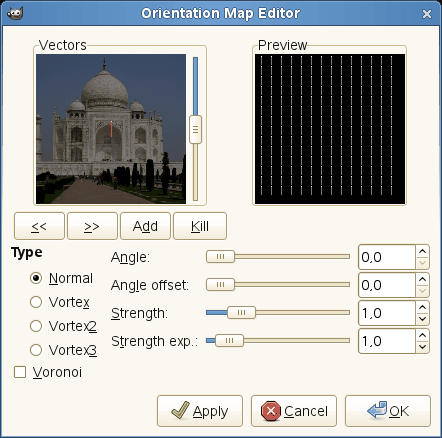 Orientation Map Editor
Vectors
Preview
<<
>>
Add
Kill
Type
Normal
Vortex
Vortex2
Vortex3
Voronoi
Angle: 0,0
Angle offset: 0,0
Strength: 1,0
Strength exp.: 1,0
Apply
Cancel
OK